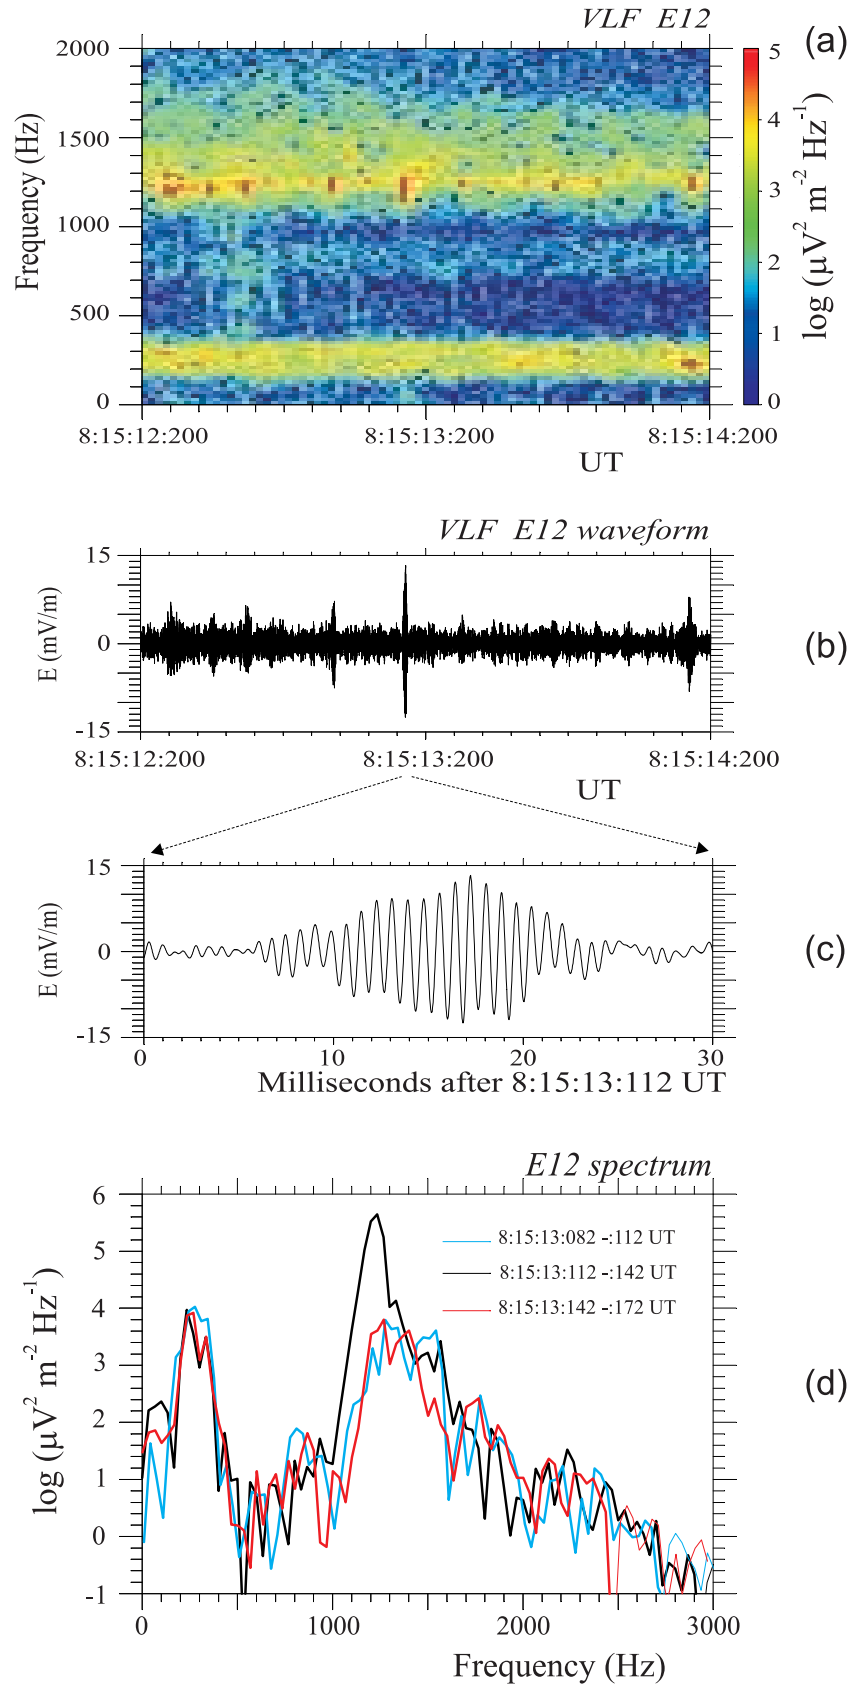 VLF E12
(a)
2000
1500
1000
500
0
Frequency (Hz)
5
4
3
2
1
0
log (μV² m⁻² Hz⁻¹)
8:15:12:200 8:15:13:200 8:15:14:200
UT
VLF E12 waveform
15
0
-15
E (mV/m)
(b)
8:15:12:200 8:15:13:200 8:15:14:200
UT
15
0
-15
E (mV/m)
(c)
0 10 20 30
Milliseconds after 8:15:13:112 UT
E12 spectrum
6
5
4
3
2
1
0
-1
log (μV² m⁻² Hz⁻¹)
8:15:13:082 -:112 UT
8:15:13:112 -:142 UT
8:15:13:142 -:172 UT
(d)
0 1000 2000 3000
Frequency (Hz)